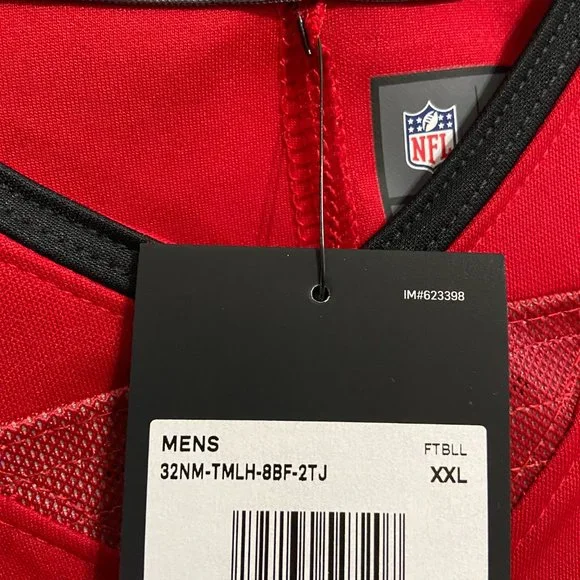 NFL
IM#623398
MENS FTBLL
32NM-TMLH-8BF-2TJ XXL